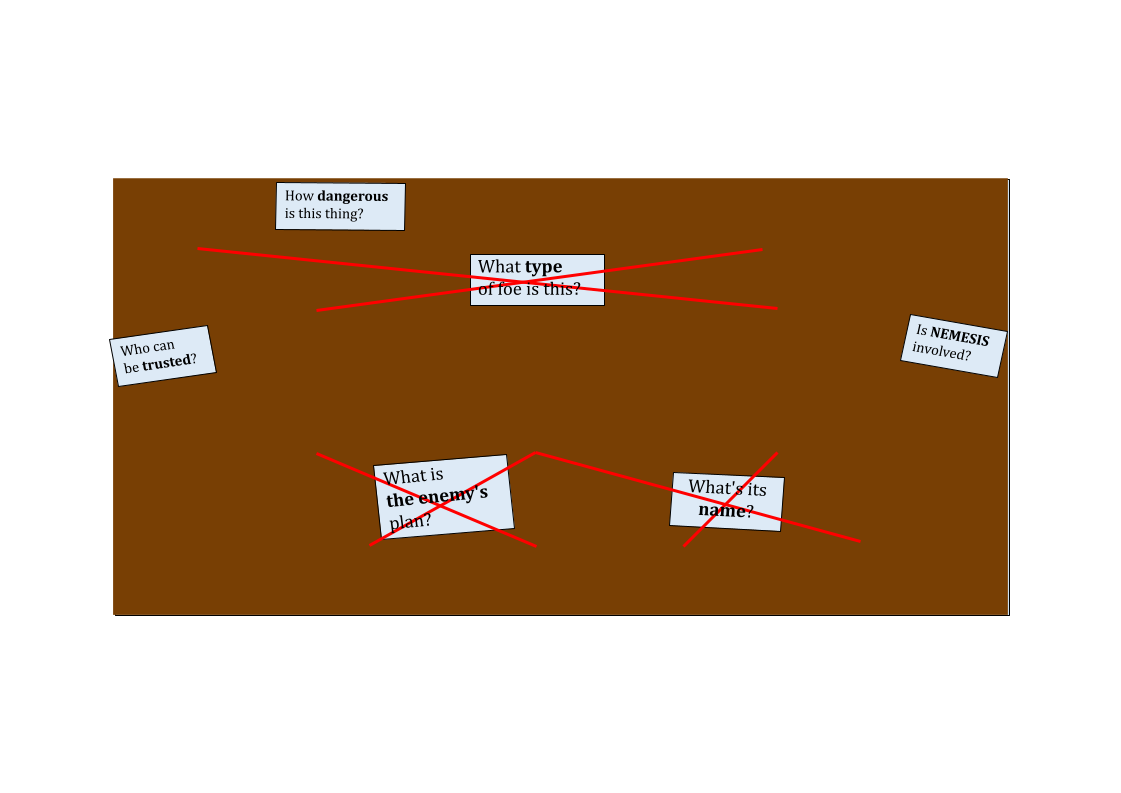 How dangerous
is this thing?
What type
of foe is this?
Who can
be trusted?
Is NEMESIS
involved?
What is
the enemy's
plan?
What's its
name?